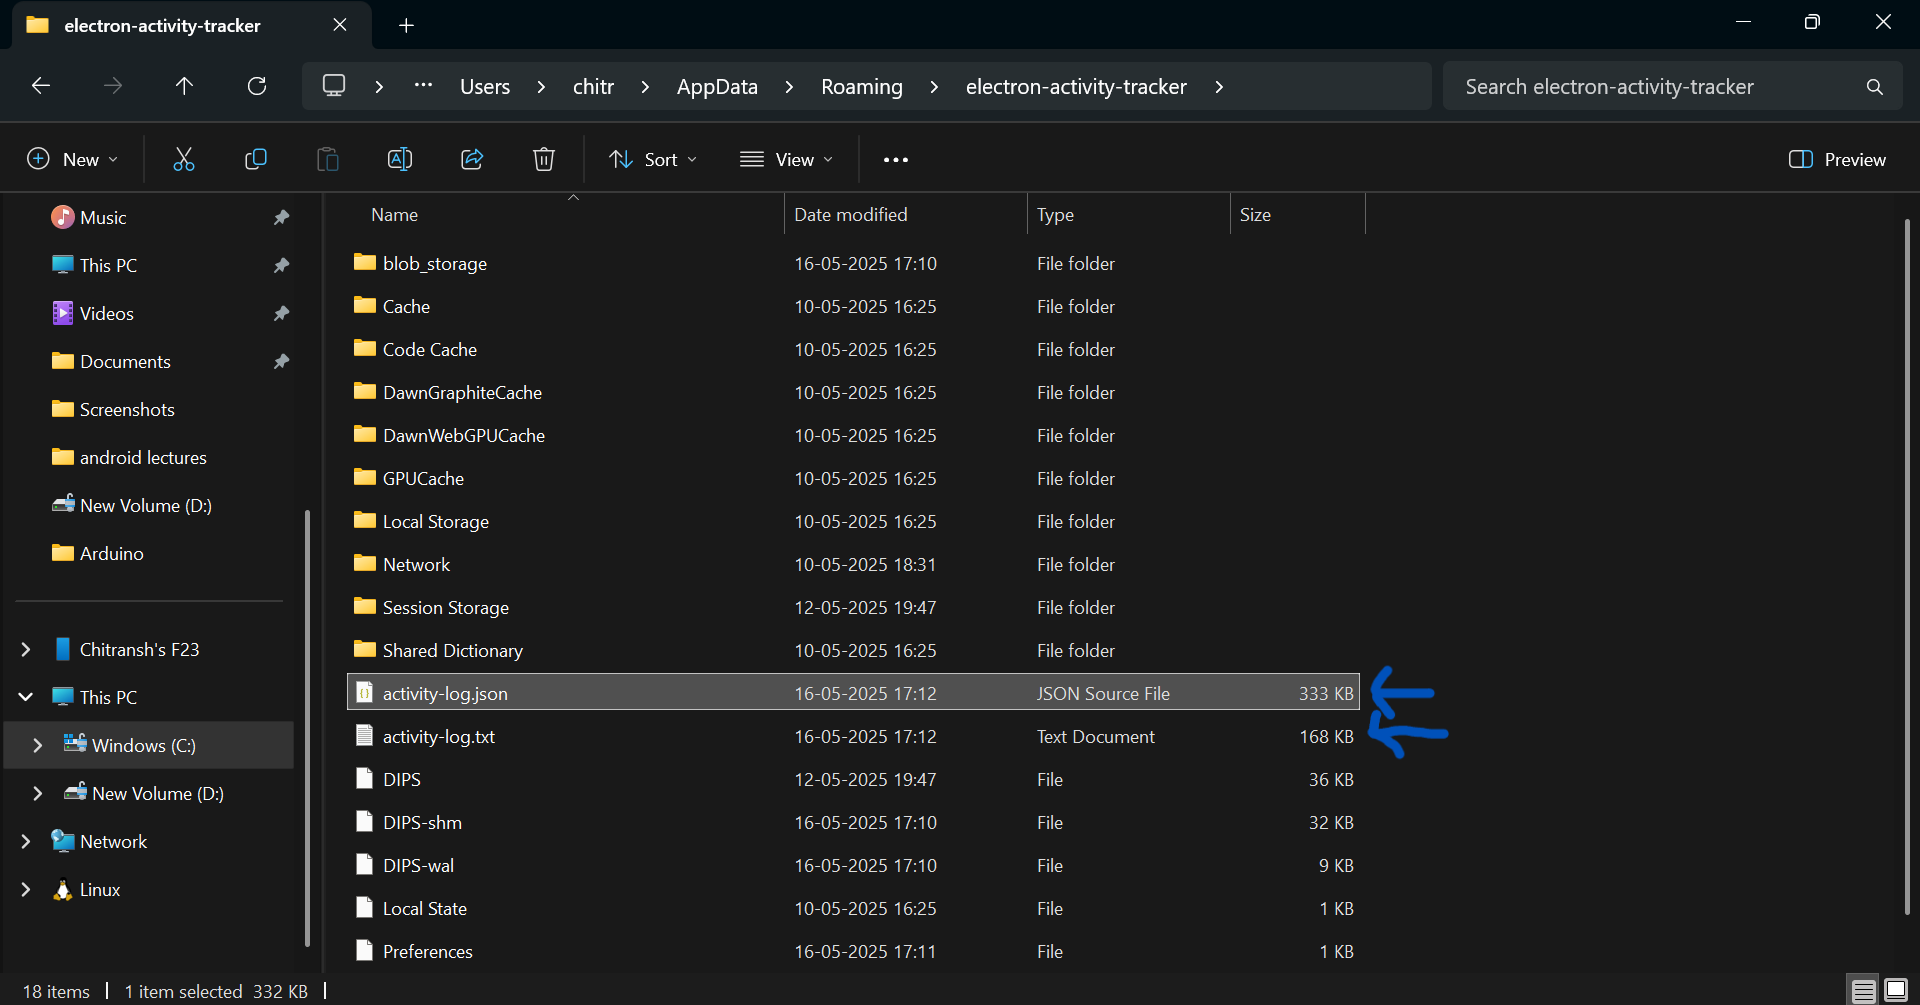 electron-activity-tracker
Users chitr AppData Roaming electron-activity-tracker Search electron-activity-tracker
New Sort View Preview
Name Date modified Type Size
Music
This PC
Videos
Documents
Screenshots
android lectures
New Volume (D:)
Arduino
Chitransh's F23
This PC
Windows (C:)
New Volume (D:)
Network
Linux
blob_storage 16-05-2025 17:10 File folder
Cache 10-05-2025 16:25 File folder
Code Cache 10-05-2025 16:25 File folder
DawnGraphiteCache 10-05-2025 16:25 File folder
DawnWebGPUCache 10-05-2025 16:25 File folder
GPUCache 10-05-2025 16:25 File folder
Local Storage 10-05-2025 16:25 File folder
Network 10-05-2025 18:31 File folder
Session Storage 12-05-2025 19:47 File folder
Shared Dictionary 10-05-2025 16:25 File folder
activity-log.json 16-05-2025 17:12 JSON Source File 333 KB
activity-log.txt 16-05-2025 17:12 Text Document 168 KB
DIPS 12-05-2025 19:47 File 36 KB
DIPS-shm 16-05-2025 17:10 File 32 KB
DIPS-wal 16-05-2025 17:10 File 9 KB
Local State 10-05-2025 16:25 File 1 KB
Preferences 16-05-2025 17:11 File 1 KB
18 items 1 item selected 332 KB